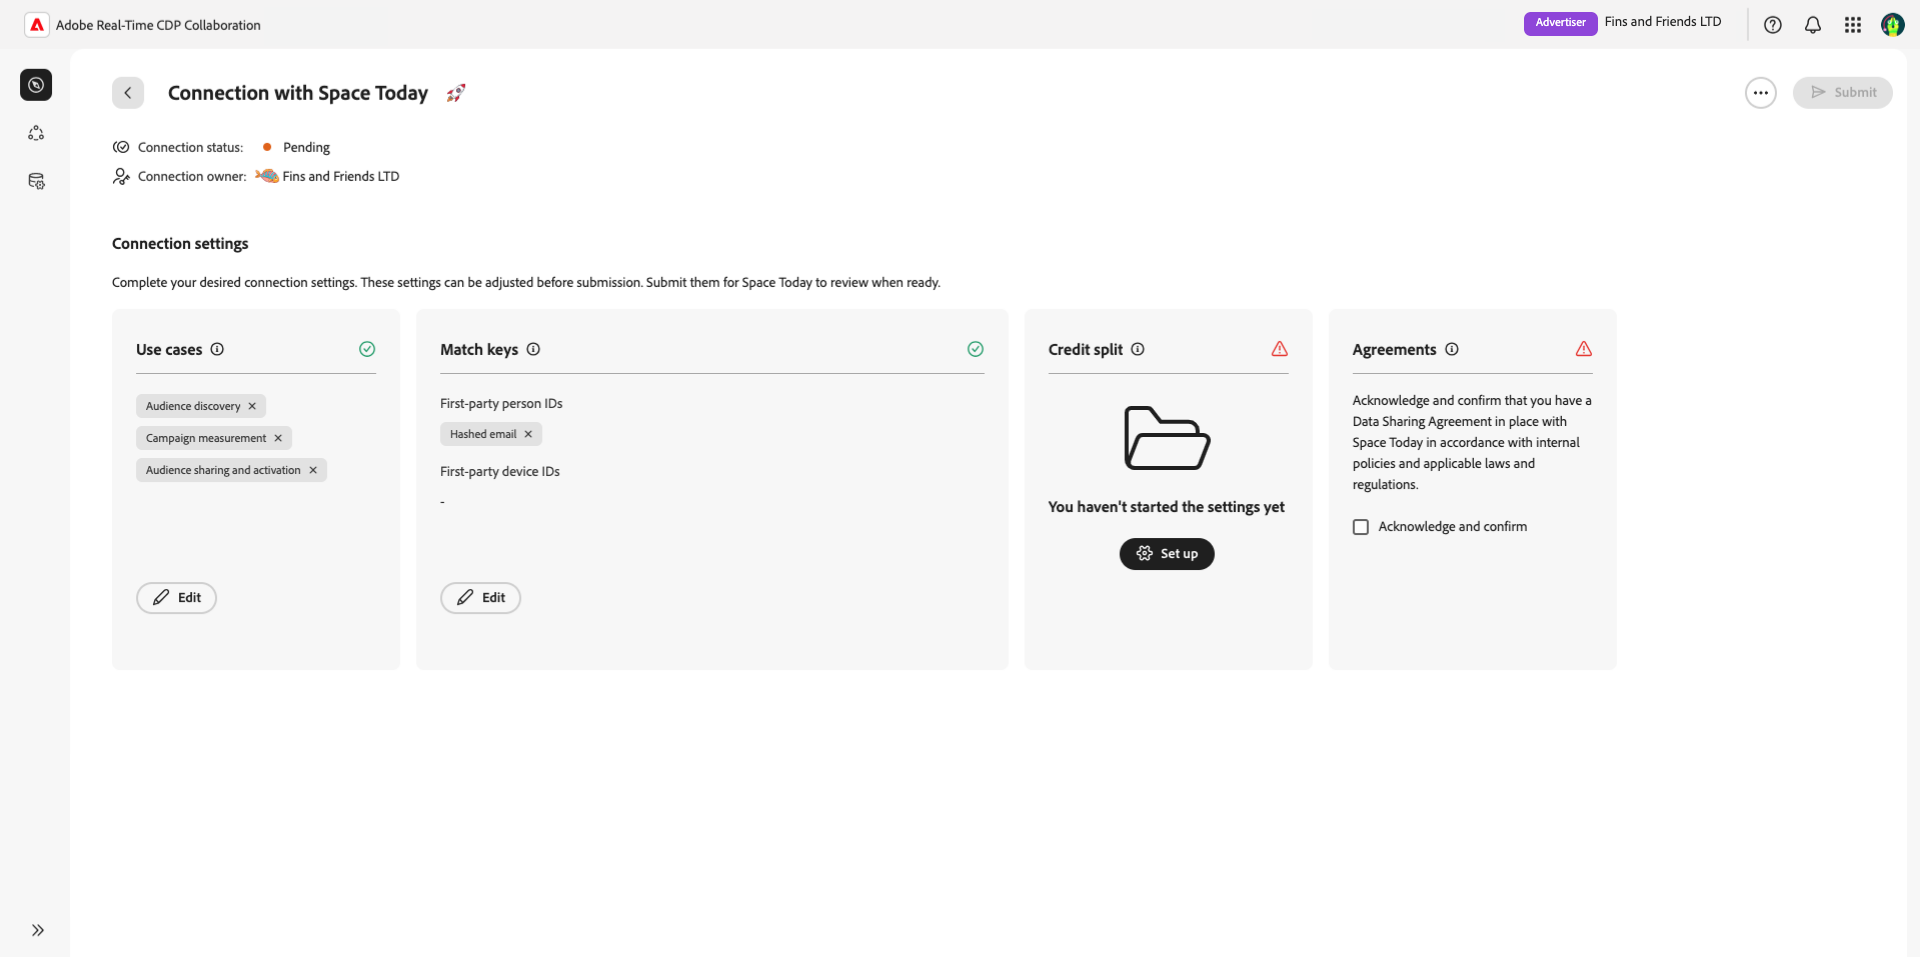 Adobe Real-Time CDP Collaboration
Advertiser
Fins and Friends LTD
Connection with Space Today
Submit
Connection status:
Pending
Connection owner:
Fins and Friends LTD
Connection settings
Complete your desired connection settings. These settings can be adjusted before submission. Submit them for Space Today to review when ready.
Use cases
Audience discovery
Campaign measurement
Audience sharing and activation
Edit
Match keys
First-party person IDs
Hashed email
First-party device IDs
-
Edit
Credit split
You haven't started the settings yet
Set up
Agreements
Acknowledge and confirm that you have a
Data Sharing Agreement in place with
Space Today in accordance with internal
policies and applicable laws and
regulations.
Acknowledge and confirm